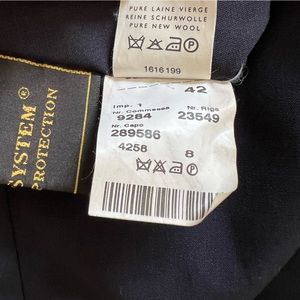 PURE LAINE VIERGE
REINE SCHURWOLLE
PURE NEW WOOL
1616199
SYSTEM®
PROTECTION
42
Imp. 1
Nr. Commessa
Nr. Riga
9284
23549
Nr. Capo
289586
4258
8